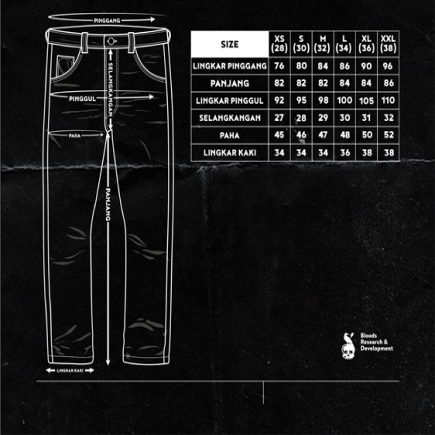 PINGGANG
SELANGKANGAN
PINGGUL
PAHA
PANJANG
LINGKAR KAKI
SIZE XS (28) S (30) M (32) L (34) XL (36) XXL (38)
LINGKAR PINGGANG 76 80 84 86 90 96
PANJANG 82 82 82 84 84 86
LINGKAR PINGGUL 92 95 98 100 105 110
SELANGKANGAN 27 28 29 30 31 32
PAHA 45 46 47 48 50 52
LINGKAR KAKI 34 34 34 36 38 38
Bloods
Research &
Development